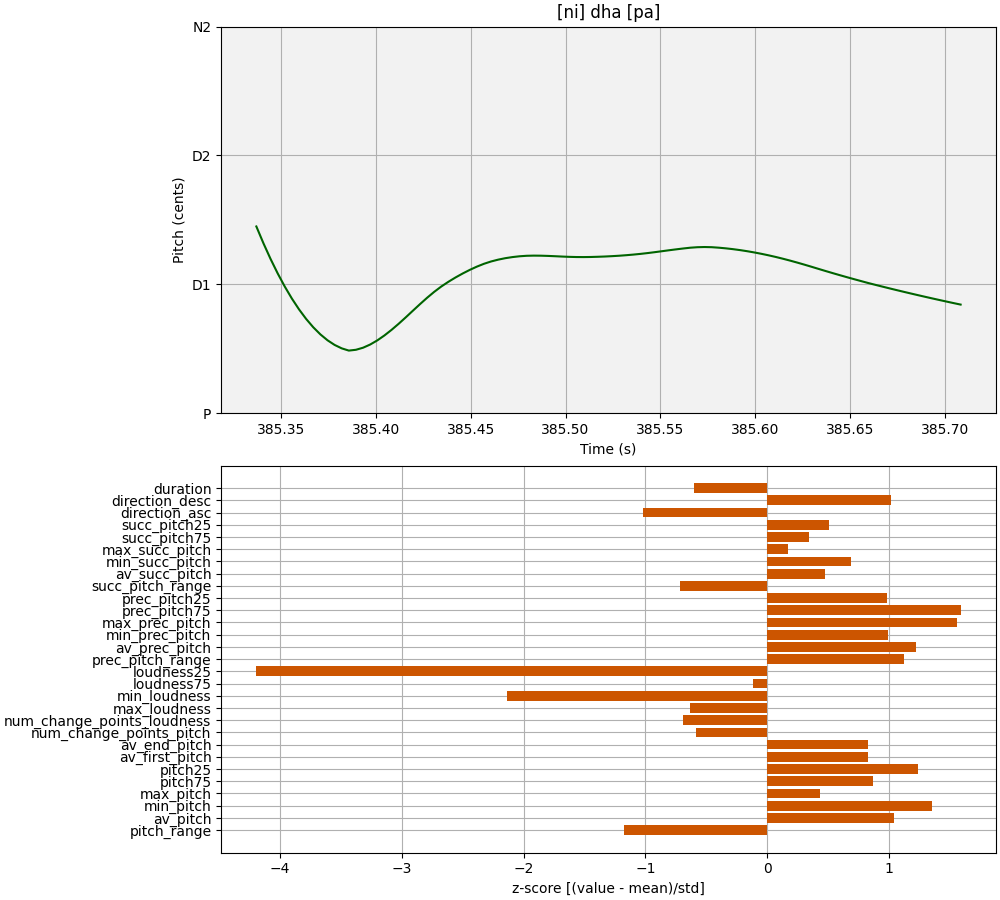 [ni] dha [pa]
N2
D2
D1
P
Pitch (cents)
385.35 385.40 385.45 385.50 385.55 385.60 385.65 385.70
Time (s)
duration
direction_desc
direction_asc
succ_pitch25
succ_pitch75
max_succ_pitch
min_succ_pitch
av_succ_pitch
succ_pitch_range
prec_pitch25
prec_pitch75
max_prec_pitch
min_prec_pitch
av_prec_pitch
prec_pitch_range
loudness25
loudness75
min_loudness
max_loudness
num_change_points_loudness
num_change_points_pitch
av_end_pitch
av_first_pitch
pitch25
pitch75
max_pitch
min_pitch
av_pitch
pitch_range
−4 −3 −2 −1 0 1
z-score [(value - mean)/std]